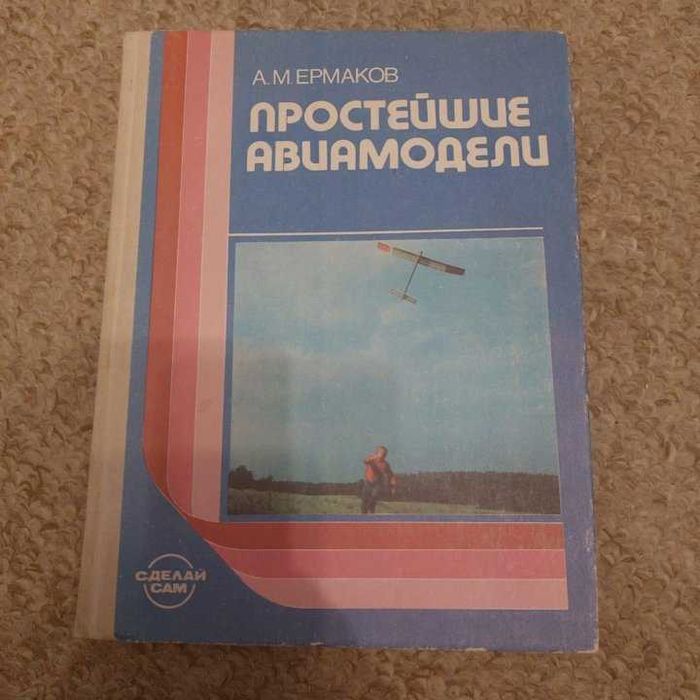 А. М. ЕРМАКОВ
ПРОСТЕЙШИЕ
АВИАМОДЕЛИ
СДЕЛАЙ
САМ